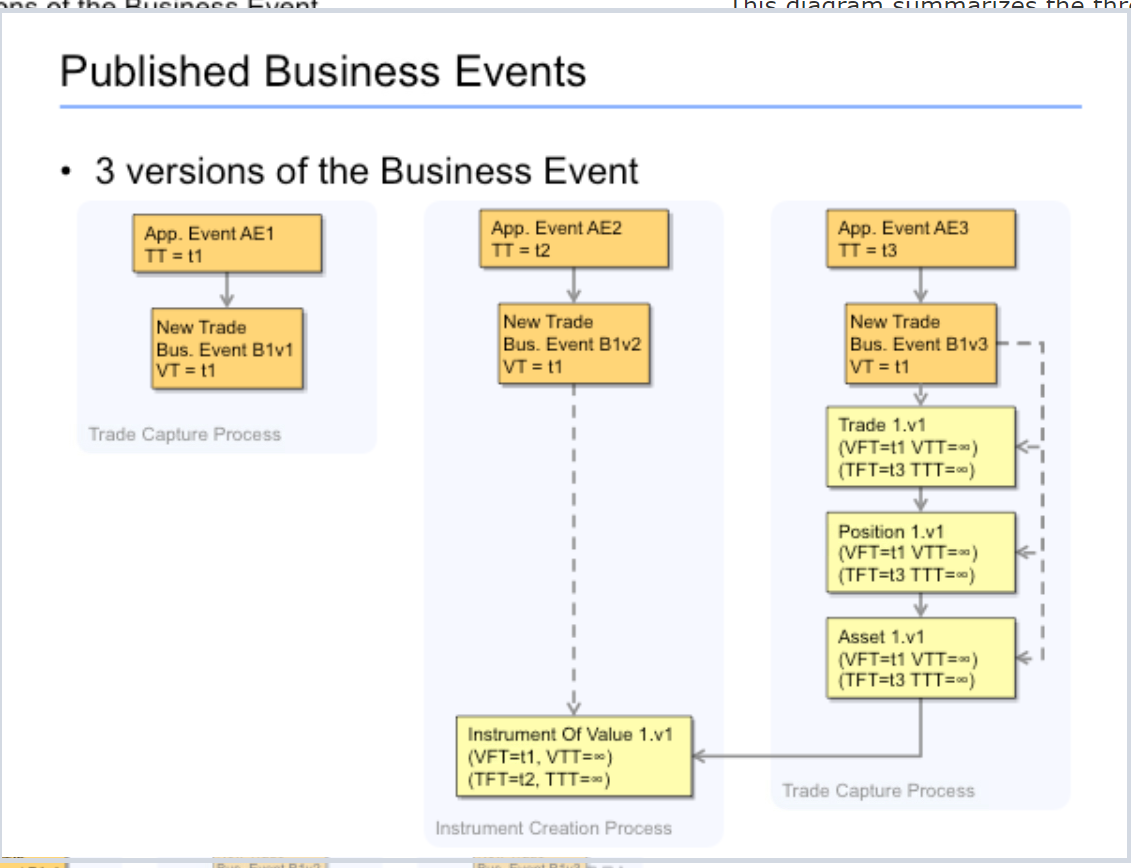 ons of the Business Event
This diagram summarizes the thr
Published Business Events
• 3 versions of the Business Event
App. Event AE1
TT = t1
New Trade
Bus. Event B1v1
VT = t1
Trade Capture Process
App. Event AE2
TT = t2
New Trade
Bus. Event B1v2
VT = t1
Instrument Of Value 1.v1
(VFT=t1, VTT=∞)
(TFT=t2, TTT=∞)
Instrument Creation Process
App. Event AE3
TT = t3
New Trade
Bus. Event B1v3
VT = t1
Trade 1.v1
(VFT=t1 VTT=∞)
(TFT=t3 TTT=∞)
Position 1.v1
(VFT=t1 VTT=∞)
(TFT=t3 TTT=∞)
Asset 1.v1
(VFT=t1 VTT=∞)
(TFT=t3 TTT=∞)
Trade Capture Process
Bus. Event B1v2
Bus. Event B1v3